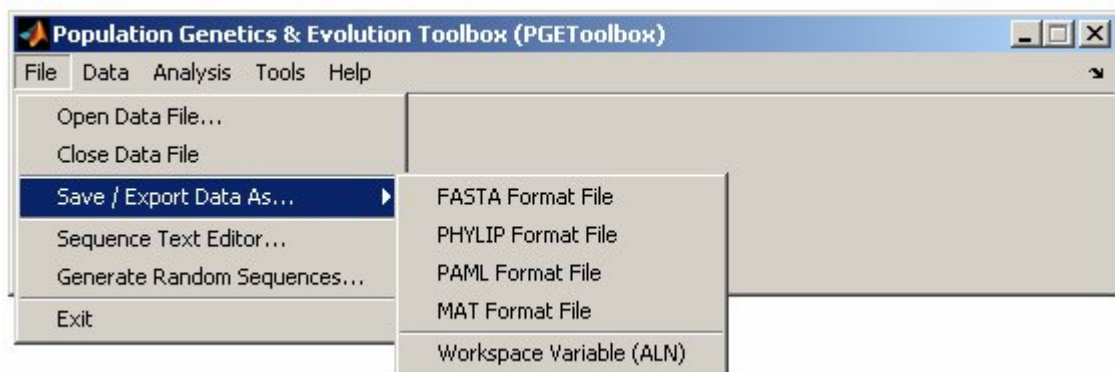 Population Genetics & Evolution Toolbox (PGEToolbox)
File Data Analysis Tools Help
Open Data File...
Close Data File
Save / Export Data As...
Sequence Text Editor...
Generate Random Sequences...
Exit
FASTA Format File
PHYLIP Format File
PAML Format File
MAT Format File
Workspace Variable (ALN)